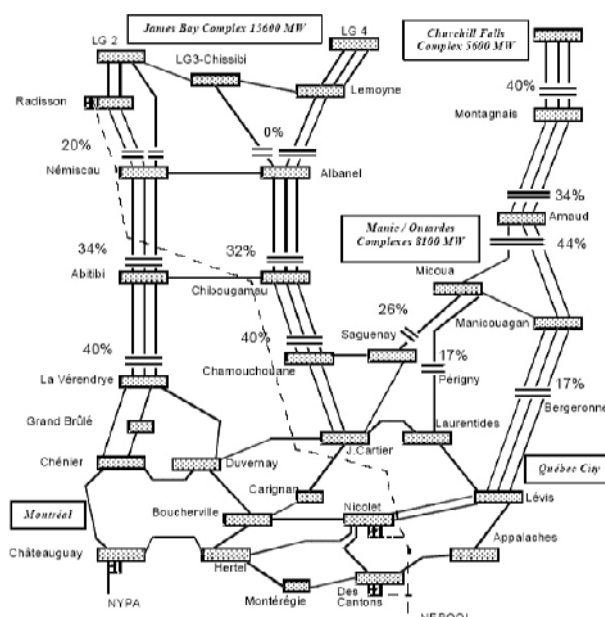 James Bay Complex 15600 MW
Churchill Falls
Complex 5600 MW
LG 2
LG 4
LG3-Chissibi
Radisson
Lemoyne
40%
Montagnais
20%
0%
Némiscau
Albanel
34%
Arnaud
Manic / Outardes
Complexes 8100 MW
34%
32%
44%
Abitibi
Chibougamau
Micoua
26%
Manicouagan
40%
40%
Saguenay
17%
17%
La Vérendrye
Chamouchouane
Périgny
Bergeronne
Grand Brûlé
Laurentides
Chénier
Duvernay
J.Cartier
Québec City
Carignan
Nicolet
Lévis
Montréal
Boucherville
Châteauguay
Hertel
Appalaches
NYPA
Montérégie
Des
Cantons